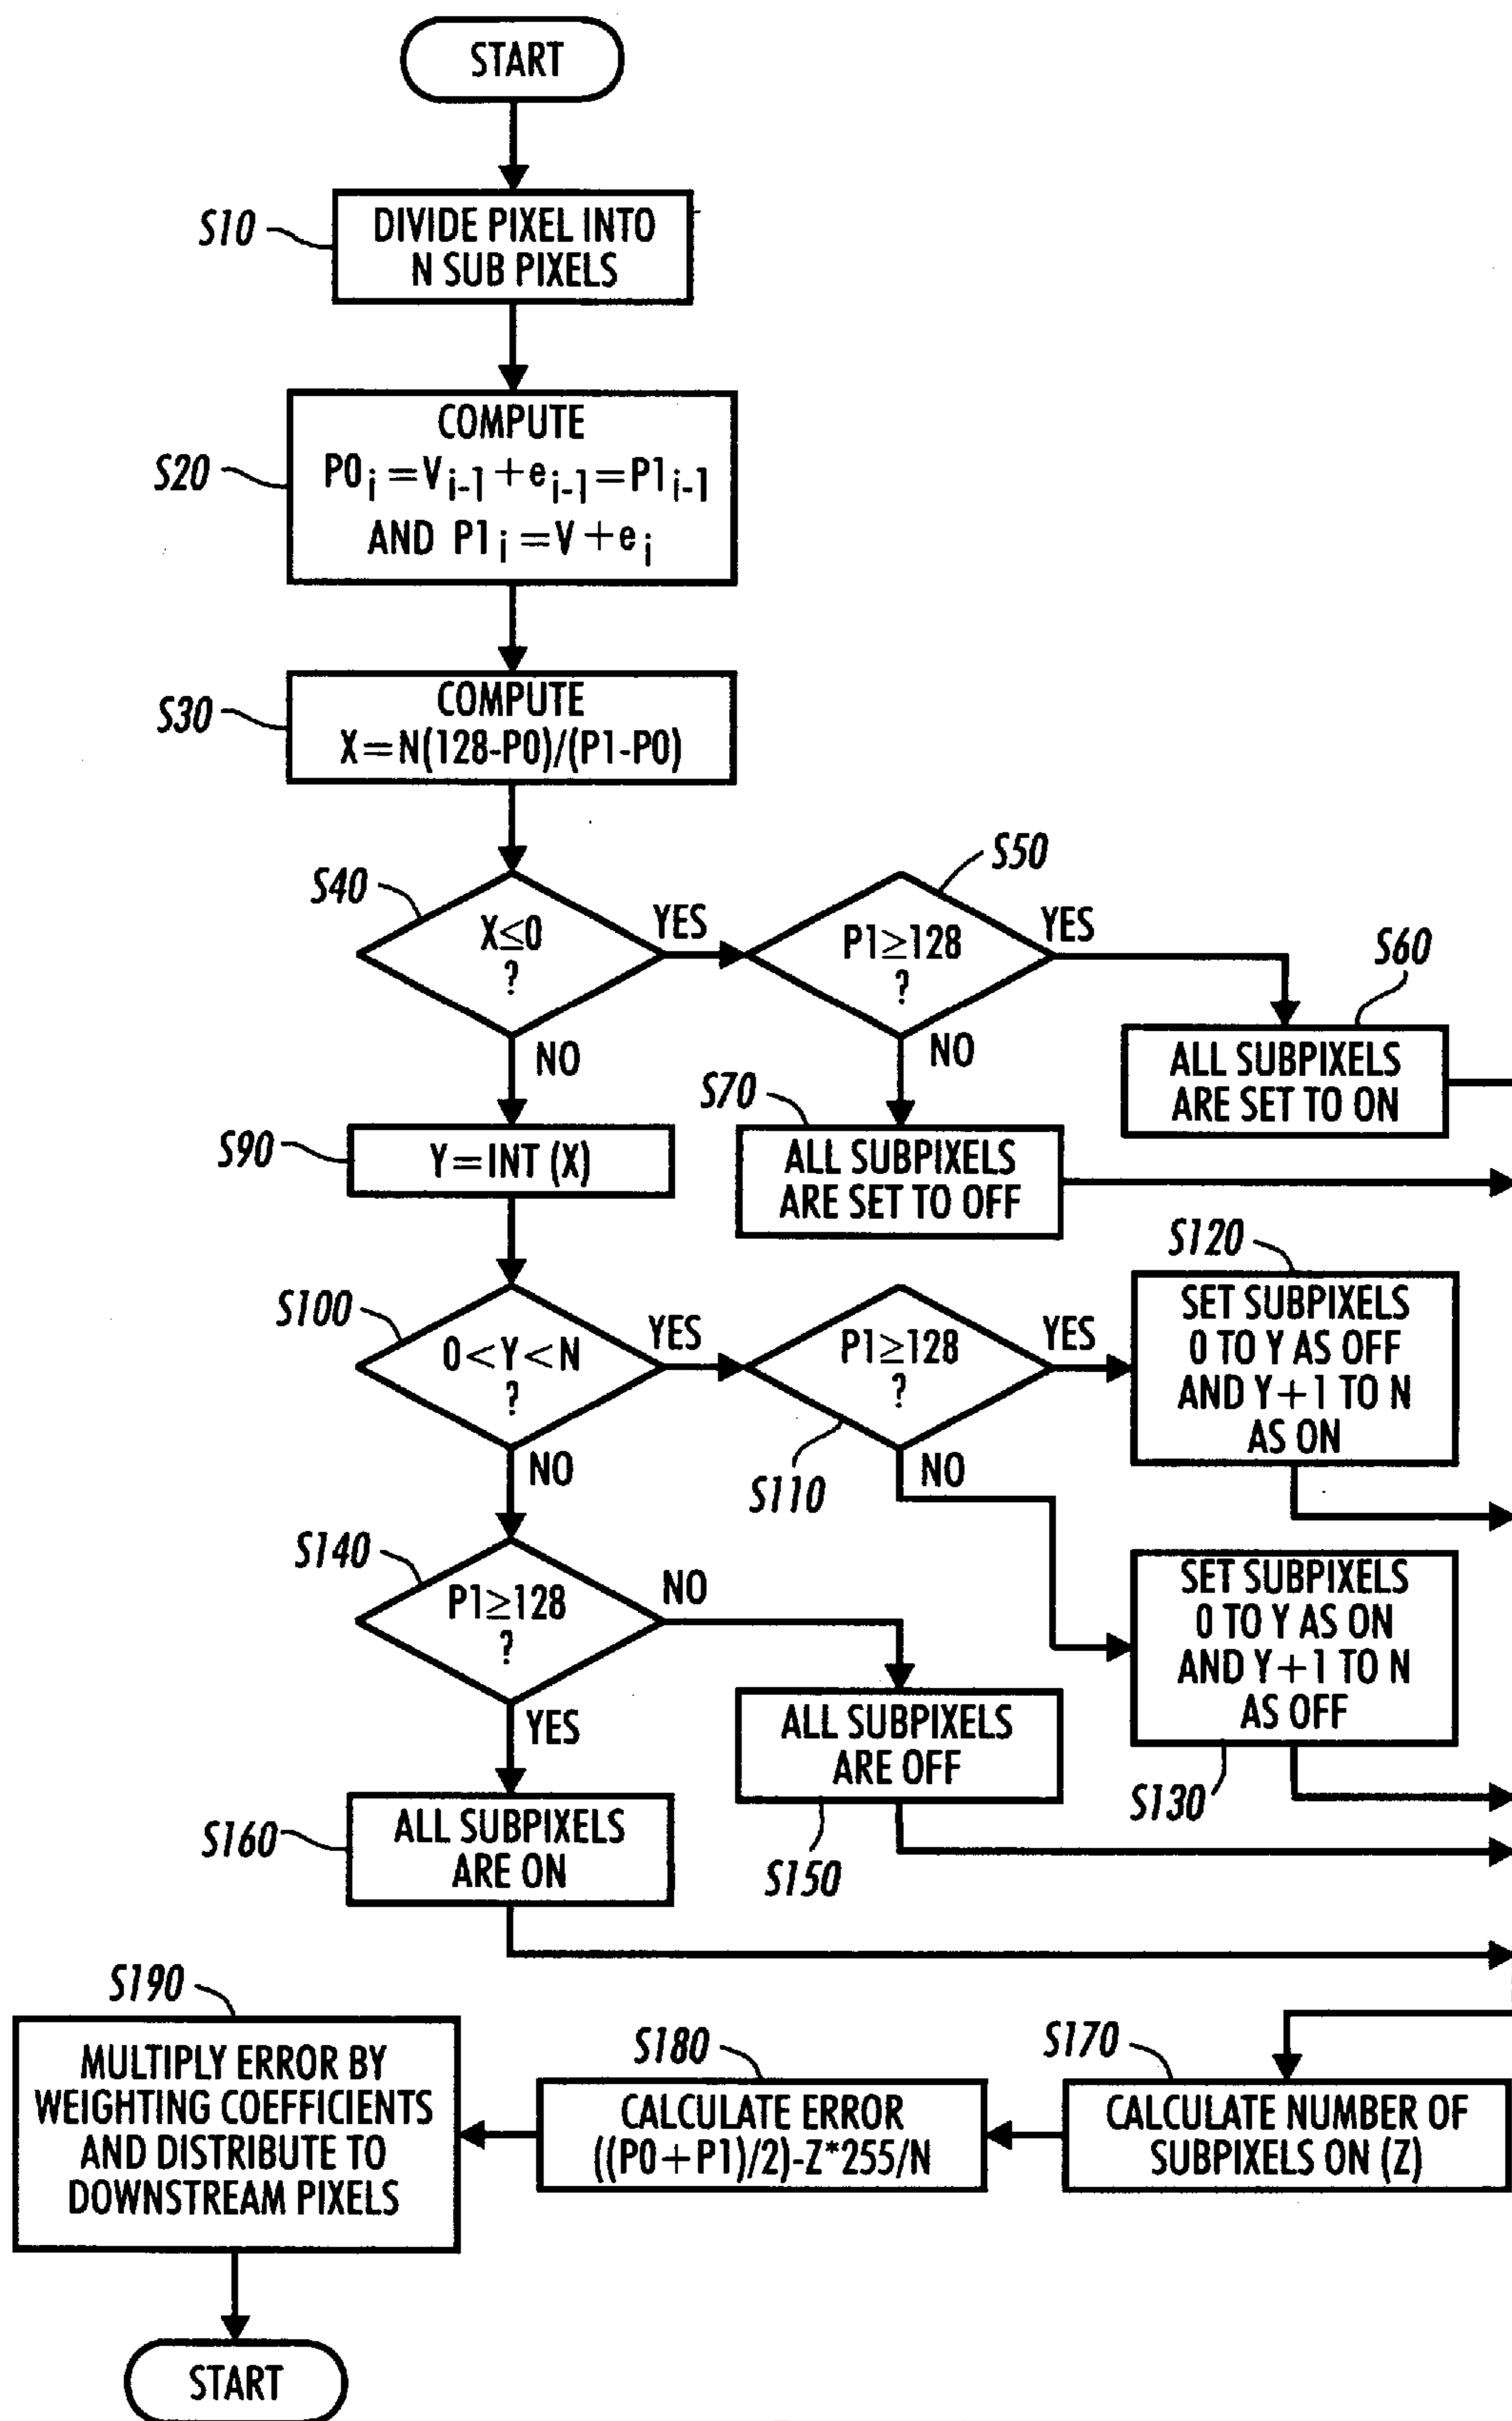 START
S10
DIVIDE PIXEL INTO
N SUB PIXELS
S20
COMPUTE
P0 i = V i-1 + e i-1 = P1 i-1
AND P1 i = V + e i
S30
COMPUTE
X=N(128-P0)/(P1-P0)
S40
X≤0
?
YES
NO
S50
P1≥128
?
YES
NO
S60
ALL SUBPIXELS
ARE SET TO ON
S70
ALL SUBPIXELS
ARE SET TO OFF
S90
Y=INT (X)
S100
0<Y<N
?
YES
NO
P1≥128
?
S110
YES
NO
S120
SET SUBPIXELS
0 TO Y AS OFF
AND Y+1 TO N
AS ON
SET SUBPIXELS
0 TO Y AS ON
AND Y+1 TO N
AS OFF
S130
S140
P1≥128
?
NO
YES
ALL SUBPIXELS
ARE OFF
S150
S160
ALL SUBPIXELS
ARE ON
S170
CALCULATE NUMBER OF
SUBPIXELS ON (Z)
S180
CALCULATE ERROR
((P0+P1)/2)-Z*255/N
S190
MULTIPLY ERROR BY
WEIGHTING COEFFICIENTS
AND DISTRIBUTE TO
DOWNSTREAM PIXELS
START